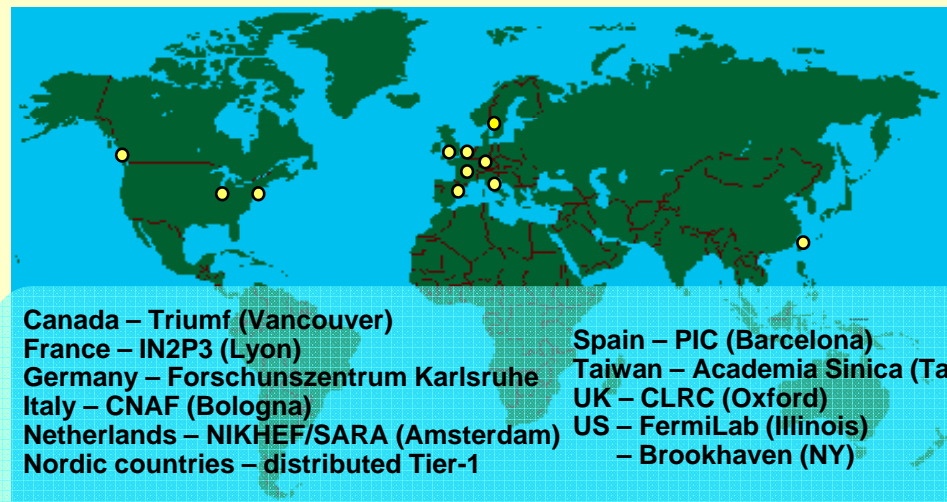 Canada – Triumf (Vancouver)
France – IN2P3 (Lyon)
Germany – Forschunszentrum Karlsruhe
Italy – CNAF (Bologna)
Netherlands – NIKHEF/SARA (Amsterdam)
Nordic countries – distributed Tier-1
Spain – PIC (Barcelona)
Taiwan – Academia Sinica (Ta
UK – CLRC (Oxford)
US – FermiLab (Illinois)
– Brookhaven (NY)